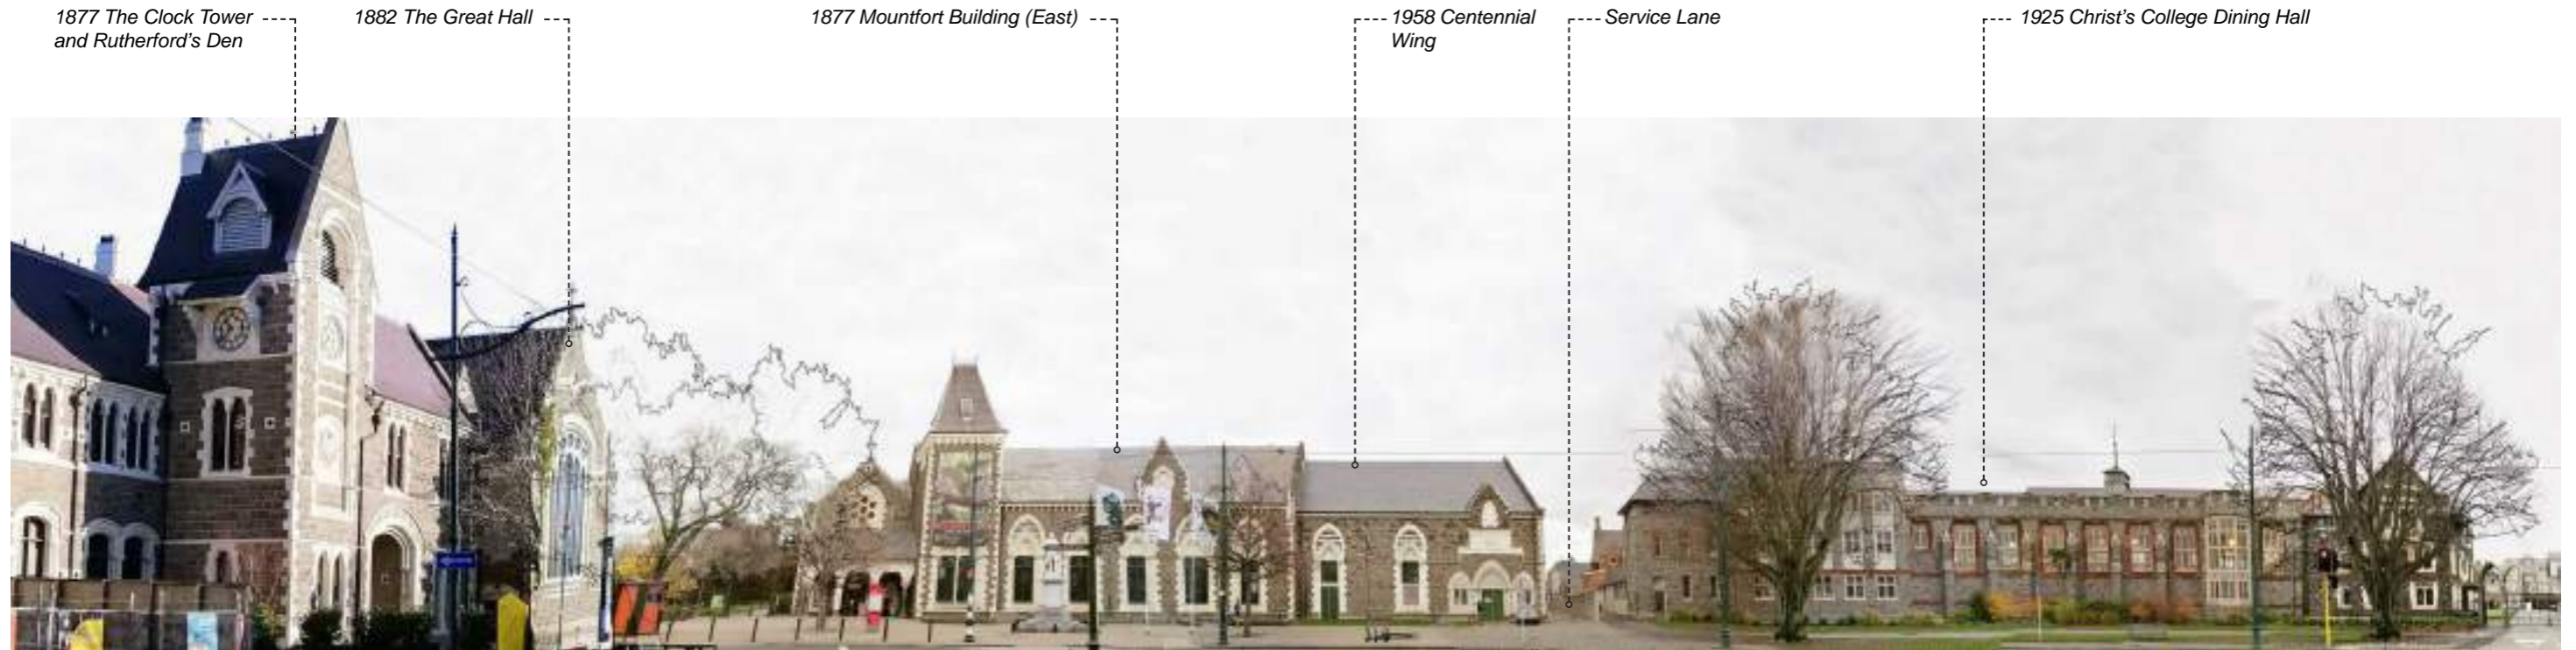 1877 The Clock Tower
and Rutherford's Den
1882 The Great Hall
1877 Mountfort Building (East)
1958 Centennial
Wing
Service Lane
1925 Christ's College Dining Hall